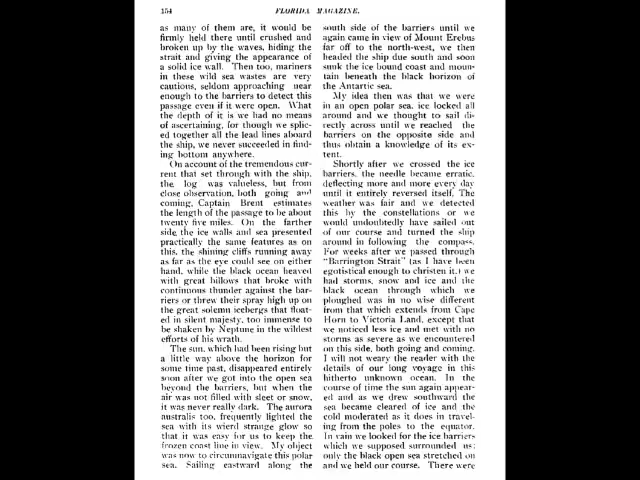 154
FLORIDA MAGAZINE.
as many of them are, it would be
firmly held there until crushed and
broken up by the waves, hiding the
strait and giving the appearance of
a solid ice wall. Then too, mariners
in these wild sea wastes are very
cautious, seldom approaching near
enough to the barriers to detect this
passage even if it were open. What
the depth of it is we had no means
of ascertaining, for though we splic-
ed together all the lead lines aboard
the ship, we never succeeded in find-
ing bottom anywhere.
On account of the tremendous cur-
rent that set through with the ship,
the log was valueless, but from
close observation, both going and
coming, Captain Brent estimates
the length of the passage to be about
twenty five miles. On the farther
side the ice walls and sea presented
practically the same features as on
this, the shining cliffs running away
as far as the eye could see on either
hand, while the black ocean heaved
with great billows that broke with
continuous thunder against the bar-
riers or threw their spray high up on
the great solemn icebergs that float-
ed in silent majesty, too immense to
be shaken by Neptune in the wildest
efforts of his wrath.
The sun, which had been rising but
a little way above the horizon for
some time past, disappeared entirely
soon after we got into the open sea
beyond the barriers, but when the
air was not filled with sleet or snow,
it was never really dark. The aurora
australis too, frequently lighted the
sea with its wierd strange glow so
that it was easy for us to keep the
frozen coast line in view. My object
was now to circumnavigate this polar
sea. Sailing eastward along the
south side of the barriers until we
again came in view of Mount Erebus
far off to the north-west, we then
headed the ship due south and soon
sunk the ice bound coast and moun-
tain beneath the black horizon of
the Antartic sea.
My idea then was that we were
in an open polar sea, ice locked all
around and we thought to sail di-
rectly across until we reached the
barriers on the opposite side and
thus obtain a knowledge of its ex-
tent.
Shortly after we crossed the ice
barriers, the needle became erratic,
deflecting more and more every day
until it entirely reversed itself. The
weather was fair and we detected
this by the constellations or we
would undoubtedly have sailed out
of our course and turned the ship
around in following the compass.
For weeks after we passed through
"Barrington Strait" (as I have been
egotistical enough to christen it,) we
had storms, snow and ice and the
black ocean through which we
ploughed was in no wise different
from that which extends from Cape
Horn to Victoria Land, except that
we noticed less ice and met with no
storms as severe as we encountered
on this side, both going and coming.
I will not weary the reader with the
details of our long voyage in this
hitherto unknown ocean. In the
course of time the sun again appear-
ed and as we drew southward the
sea became cleared of ice and the
cold moderated as it does in travel-
ing from the poles to the equator.
In vain we looked for the ice barriers
which we supposed surrounded us;
only the black open sea stretched on
and we held our course. There were